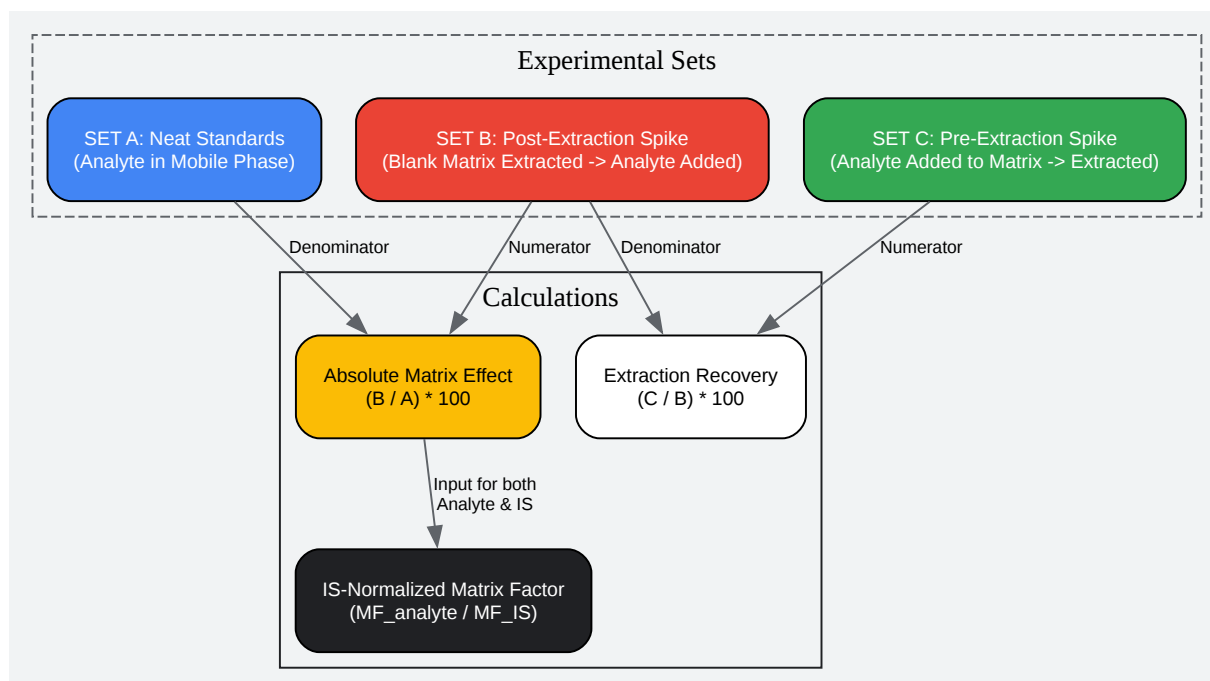 Experimental Sets
SET A: Neat Standards
(Analyte in Mobile Phase)
SET B: Post-Extraction Spike
(Blank Matrix Extracted -> Analyte Added)
SET C: Pre-Extraction Spike
(Analyte Added to Matrix -> Extracted)
Denominator
Numerator
Denominator
Numerator
Calculations
Absolute Matrix Effect
(B / A) * 100
Extraction Recovery
(C / B) * 100
Input for both
Analyte & IS
IS-Normalized Matrix Factor
(MF_analyte / MF_IS)